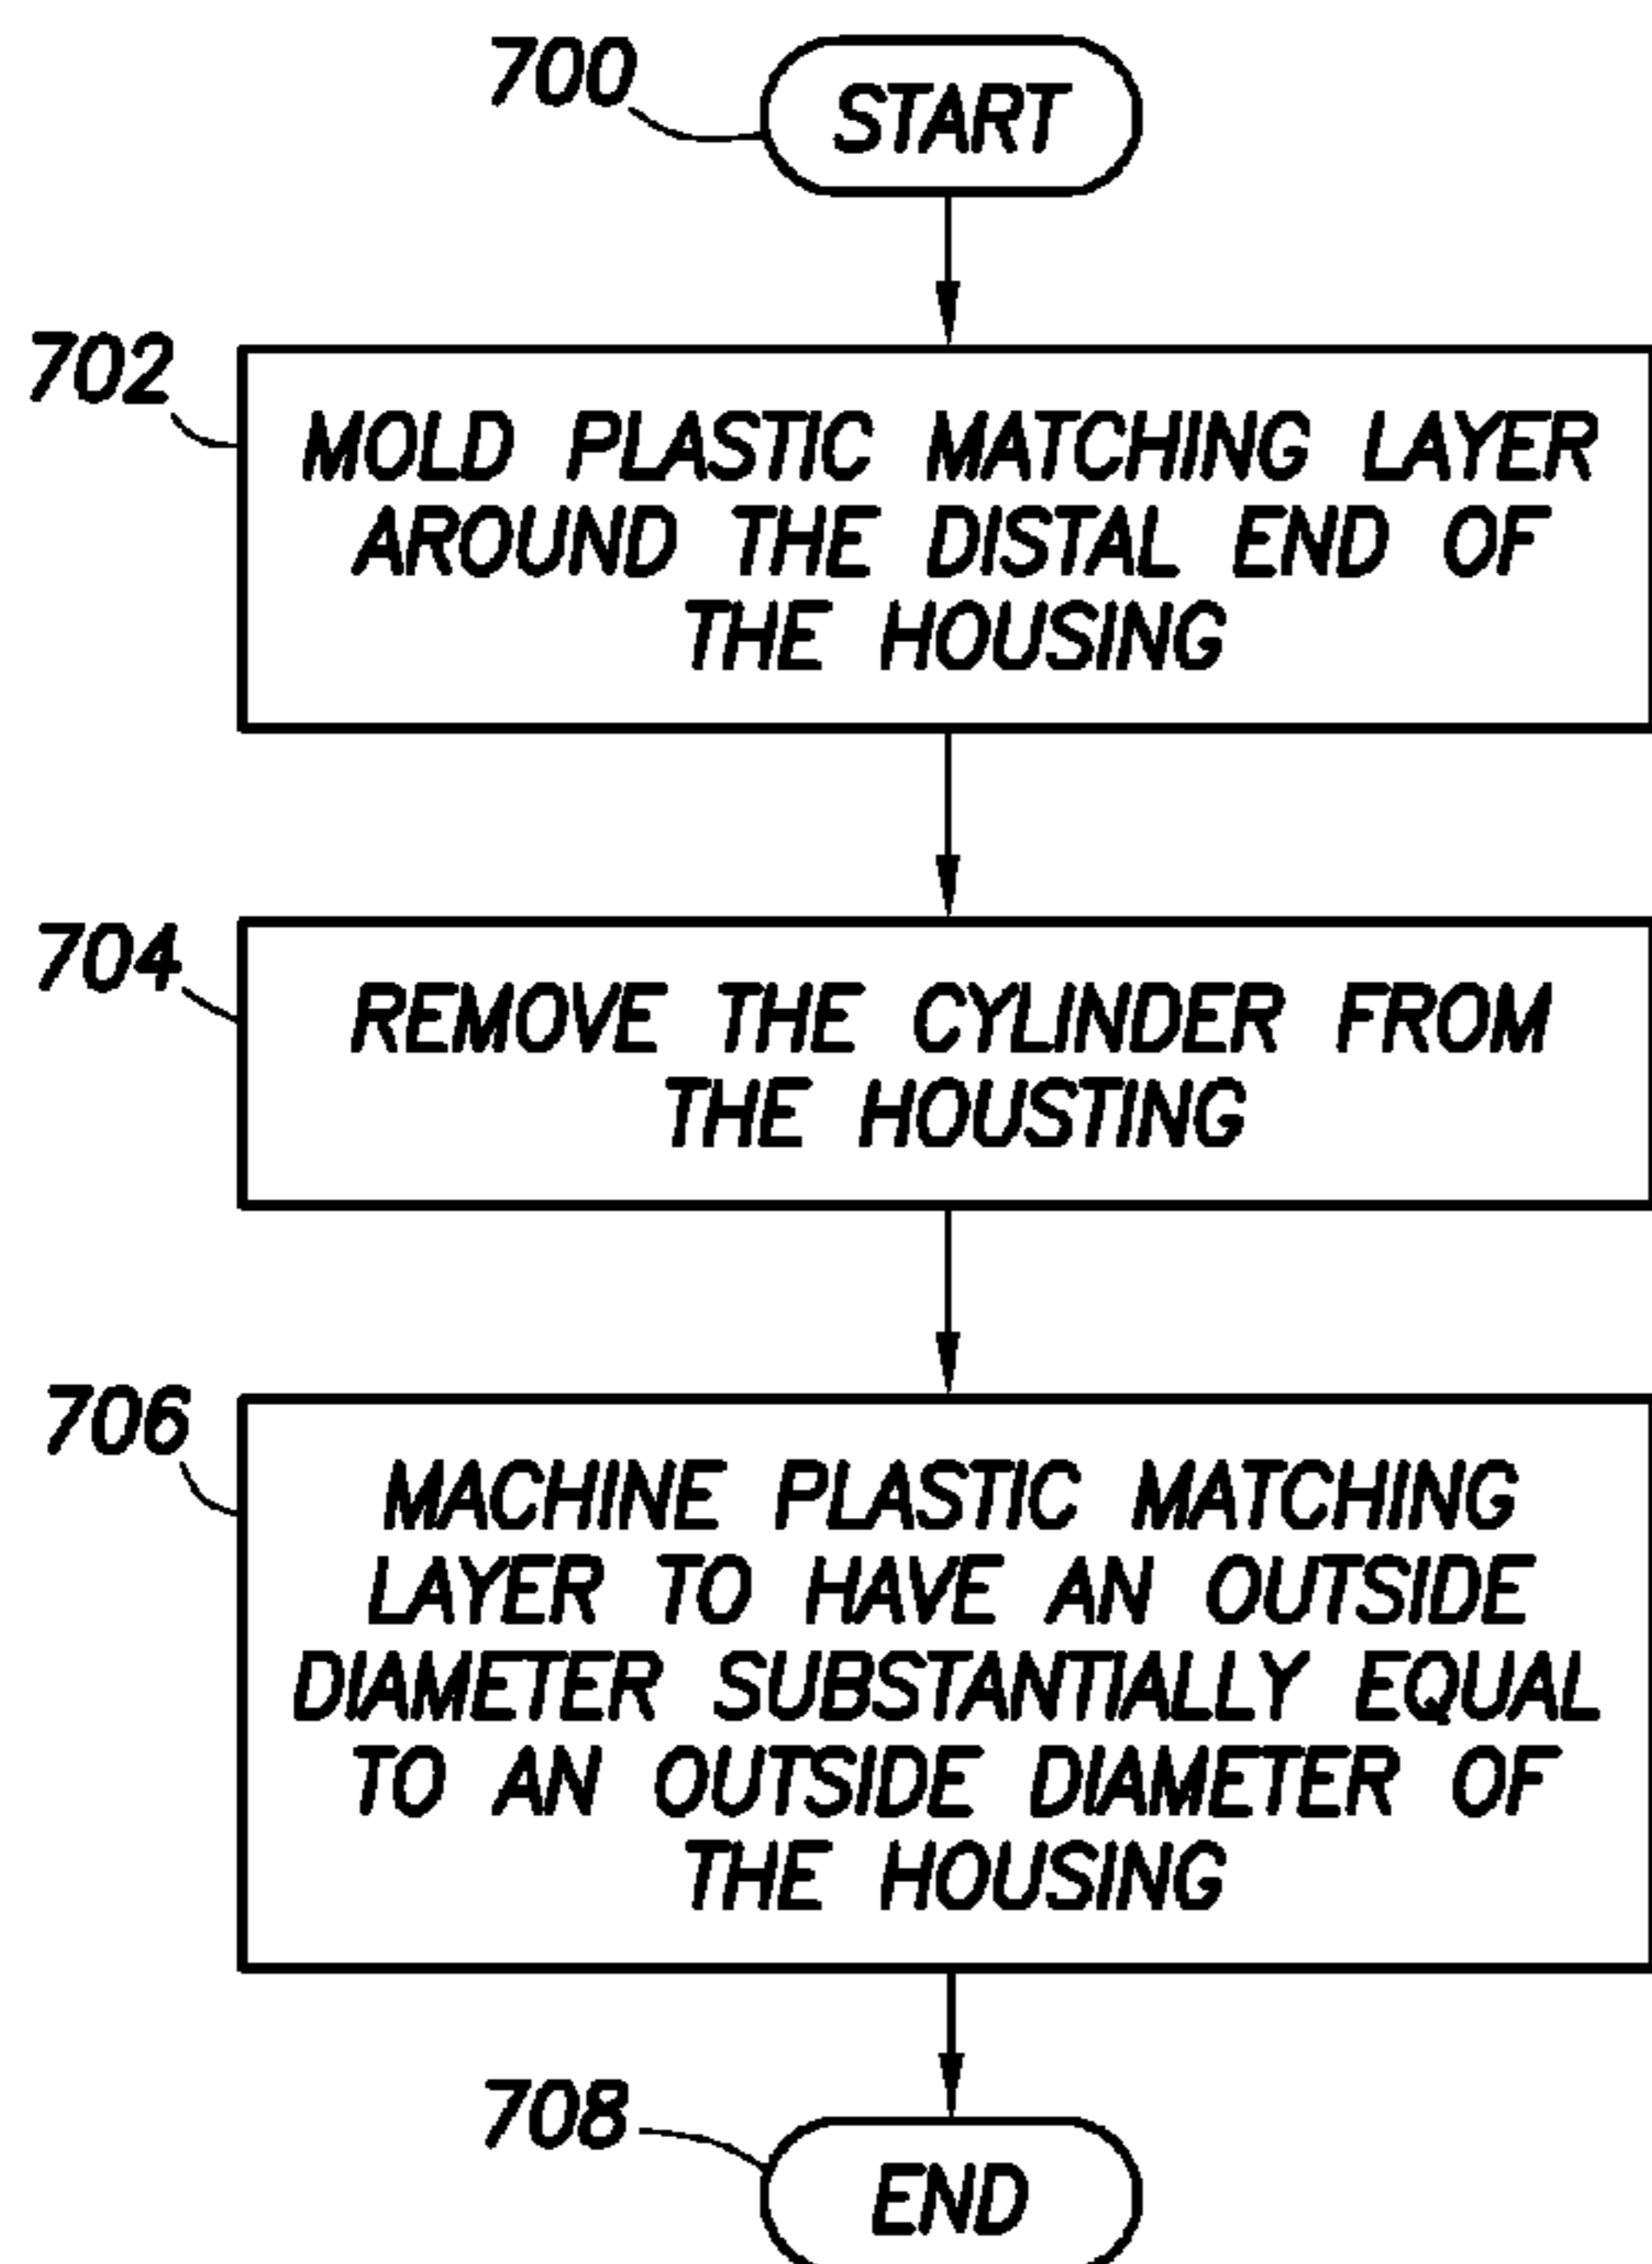 700
START
702
MOLD PLASTIC MATCHING LAYER
AROUND THE DISTAL END OF
THE HOUSING
704
REMOVE THE CYLINDER FROM
THE HOUSTING
706
MACHINE PLASTIC MATCHING
LAYER TO HAVE AN OUTSIDE
DIAMETER SUBSTANTIALLY EQUAL
TO AN OUTSIDE DIAMETER OF
THE HOUSING
708
END